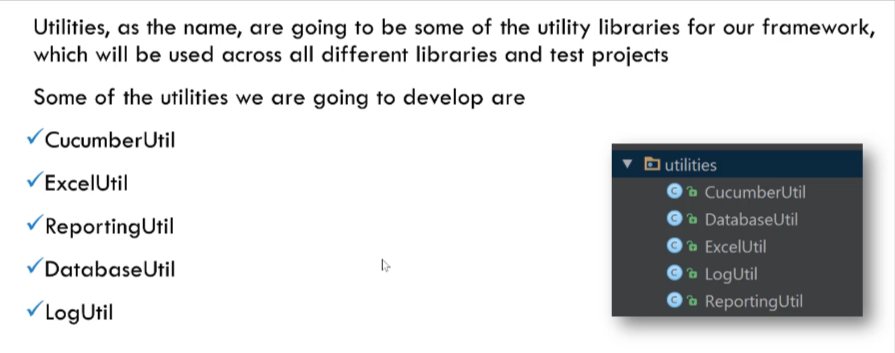 Utilities, as the name, are going to be some of the utility libraries for our framework,
which will be used across all different libraries and test projects
Some of the utilities we are going to develop are
✓CucumberUtil
✓ExcelUtil
✓ReportingUtil
✓DatabaseUtil
✓LogUtil
utilities
CucumberUtil
DatabaseUtil
ExcelUtil
LogUtil
ReportingUtil